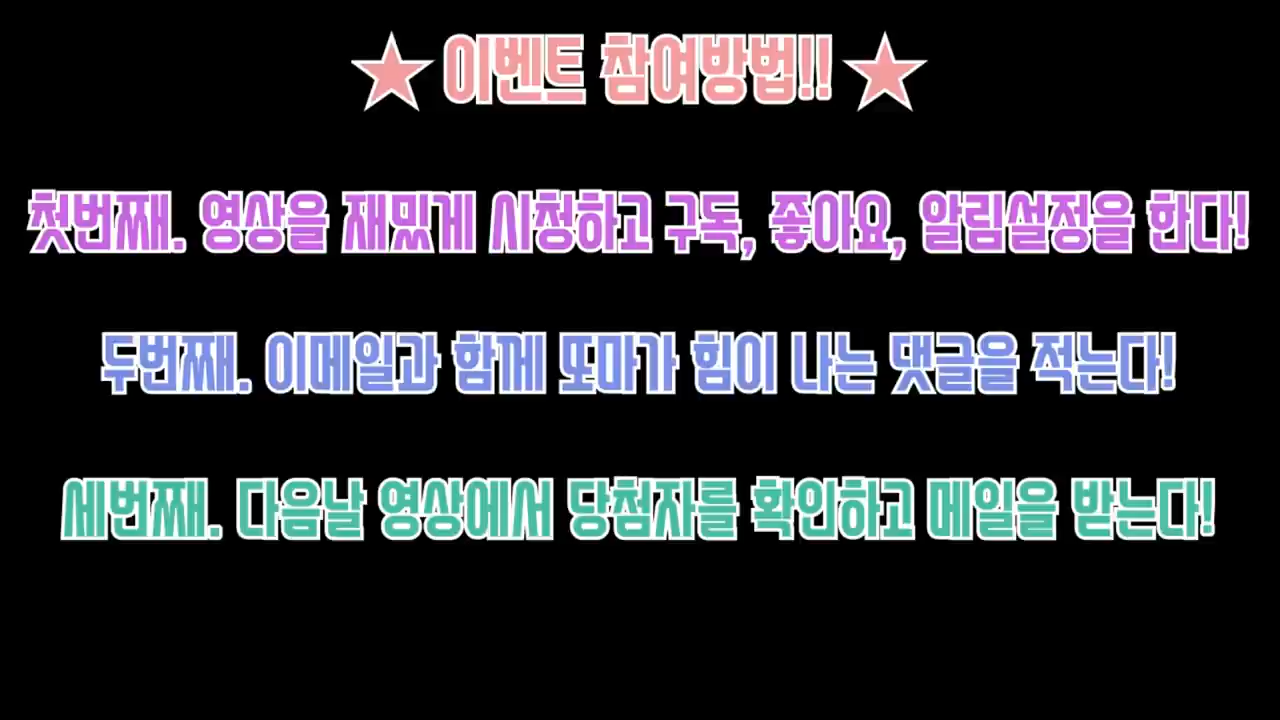 ★ 이벤트 참여방법!! ★
첫번째. 영상을 재밌게 시청하고 구독, 좋아요, 알림설정을 한다!
두번째. 이메일과 함께 또마가 힘이 나는 댓글을 적는다!
세번째. 다음날 영상에서 당첨자를 확인하고 메일을 받는다!